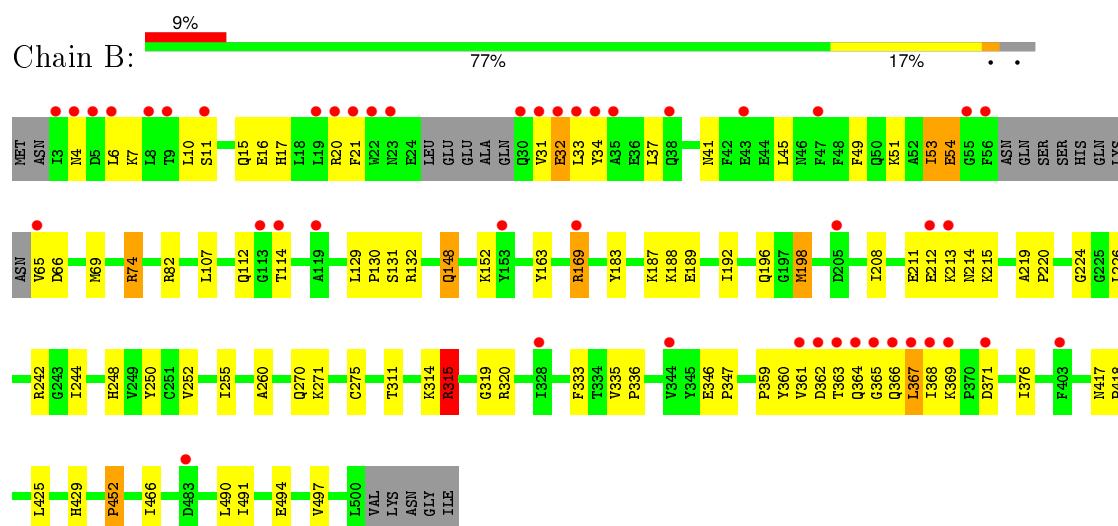 9%
Chain B:
77% 17% • •
MET ASN I3 N4 D5 L6 K7 L8 T9 L10 S11 Q15 E16 H17 L18 L19 R20 F21 W22 N23 E24 LEU GLU GLU ALA GLN Q30 V31 E32 L33 Y34 A35 E36 L37 Q38 N41 F42 E43 E44 L45 N46 F47 F48 F49 Q50 K51 A52 I53 E54 G55 F56 ASN GLN SER SER HIS GLN LYS
ASN V65 D66 M69 R74 R82 L107 Q112 G113 T114 A119 L129 P130 S131 R132 Q148 K152 Y153 Y163 R169 Y183 K187 K188 E189 I192 Q196 G197 M198 D205 I208 E211 E212 K213 N214 K215 A219 P220 G224 G225
R242 G243 I244 H248 V249 Y250 C251 V252 I255 A260 Q270 K271 C275 T311 K314 R315 G319 R320 I328 F333 T334 V335 P336 V344 Y345 E346 P347 P359 Y360 V361 D362 T363 Q364 G365 Q366 L367 I368 K369 P370 D371 I376 F403 N417
L425 H429 P452 I466 D483 L490 I491 E494 V497 L500 VAL LYS ASN GLY ILE